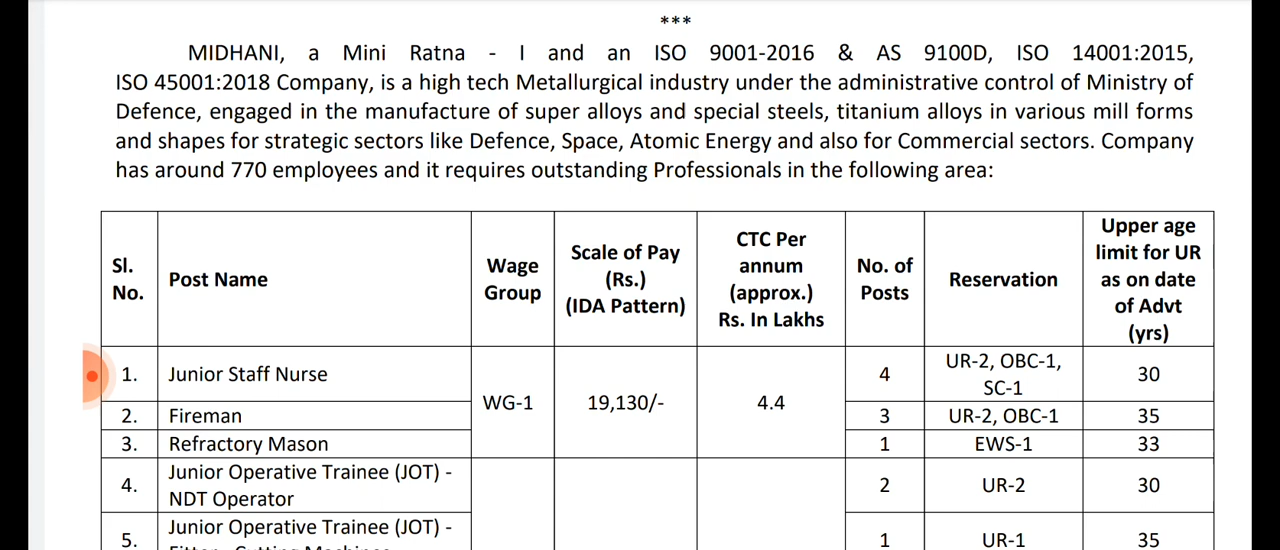 ***
MIDHANI, a Mini Ratna - I and an ISO 9001-2016 & AS 9100D, ISO 14001:2015,
ISO 45001:2018 Company, is a high tech Metallurgical industry under the administrative control of Ministry of
Defence, engaged in the manufacture of super alloys and special steels, titanium alloys in various mill forms
and shapes for strategic sectors like Defence, Space, Atomic Energy and also for Commercial sectors. Company
has around 770 employees and it requires outstanding Professionals in the following area:
Sl. No. Post Name Wage Group Scale of Pay (Rs.) (IDA Pattern) CTC Per annum (approx.) Rs. In Lakhs No. of Posts Reservation Upper age limit for UR as on date of Advt (yrs)
1. Junior Staff Nurse WG-1 19,130/- 4.4 4 UR-2, OBC-1, SC-1 30
2. Fireman 3 UR-2, OBC-1 35
3. Refractory Mason 1 EWS-1 33
4. Junior Operative Trainee (JOT) - NDT Operator 2 UR-2 30
5. Junior Operative Trainee (JOT) - 1 UR-1 35